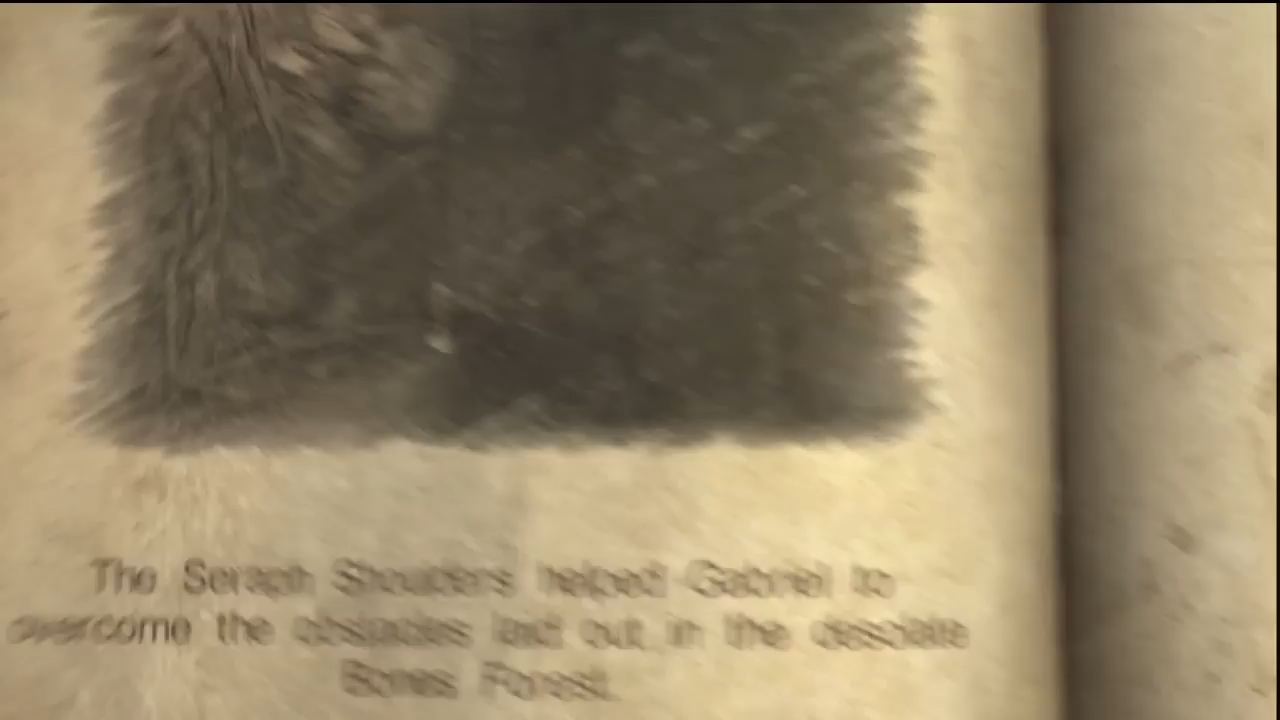 The Seraph Shoulders helped Gabriel to
overcome the obstacles laid out in the desolate
Bones Forest.